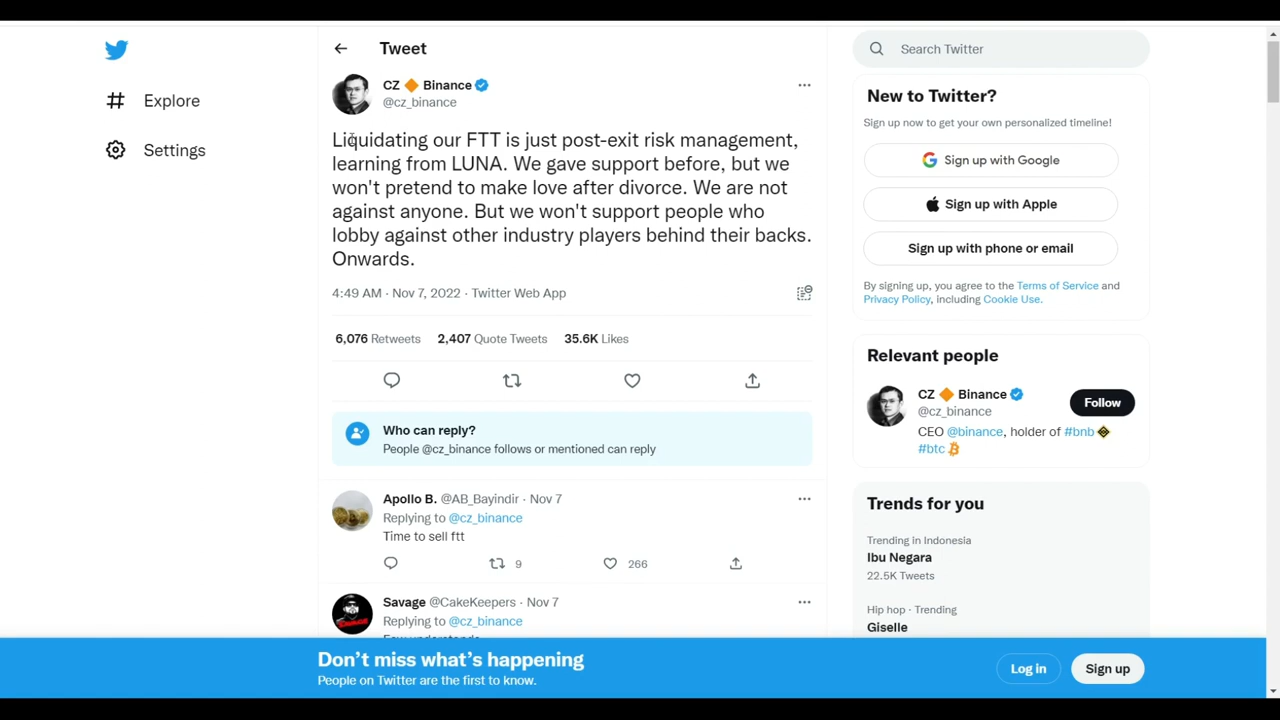 Tweet
Search Twitter
Explore
Settings
CZ 🔶 Binance
@cz_binance
Liquidating our FTT is just post-exit risk management,
learning from LUNA. We gave support before, but we
won't pretend to make love after divorce. We are not
against anyone. But we won't support people who
lobby against other industry players behind their backs.
Onwards.
4:49 AM · Nov 7, 2022 · Twitter Web App
6,076 Retweets 2,407 Quote Tweets 35.6K Likes
Who can reply?
People @cz_binance follows or mentioned can reply
Apollo B. @AB_Bayindir · Nov 7
Replying to @cz_binance
Time to sell ftt
9 266
Savage @CakeKeepers · Nov 7
Replying to @cz_binance
New to Twitter?
Sign up now to get your own personalized timeline!
Sign up with Google
Sign up with Apple
Sign up with phone or email
By signing up, you agree to the Terms of Service and
Privacy Policy, including Cookie Use.
Relevant people
CZ 🔶 Binance
@cz_binance
Follow
CEO @binance, holder of #bnb
#btc
Trends for you
Trending in Indonesia
Ibu Negara
22.5K Tweets
Hip hop · Trending
Giselle
Don't miss what's happening
People on Twitter are the first to know.
Log in
Sign up